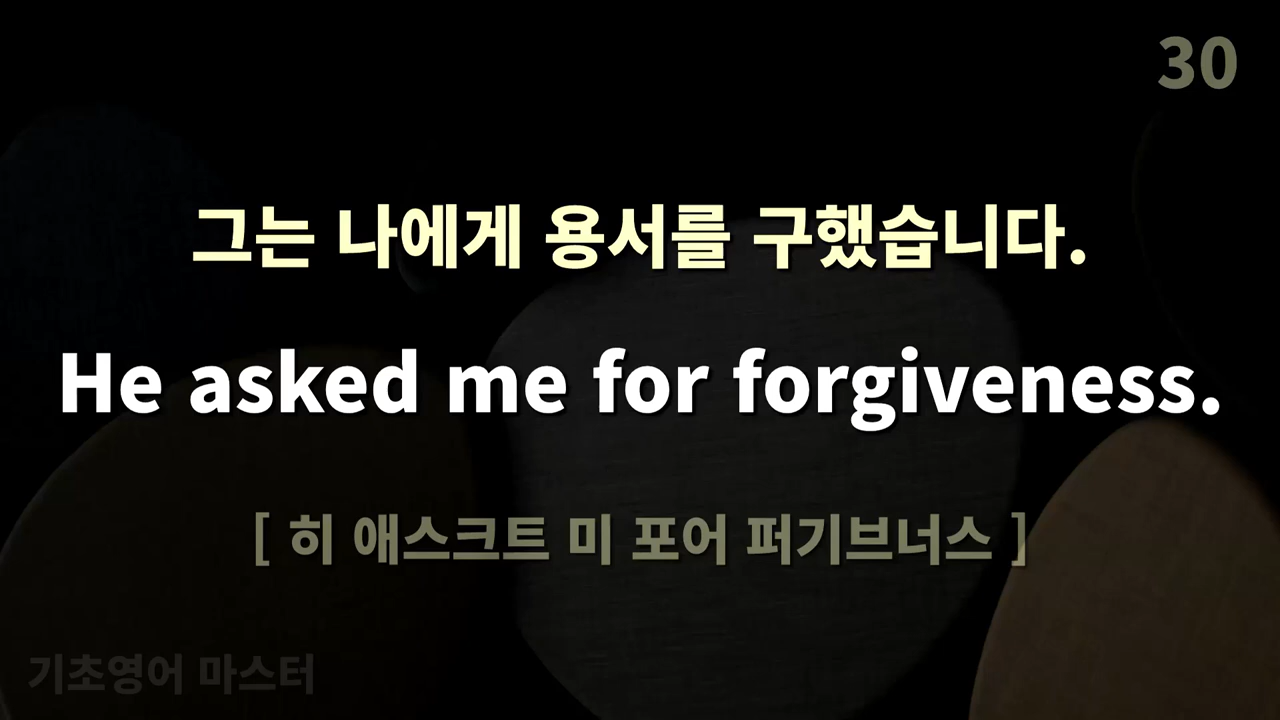 30
그는 나에게 용서를 구했습니다.
He asked me for forgiveness.
[ 히 애스크트 미 포어 퍼기브너스 ]
기초영어 마스터